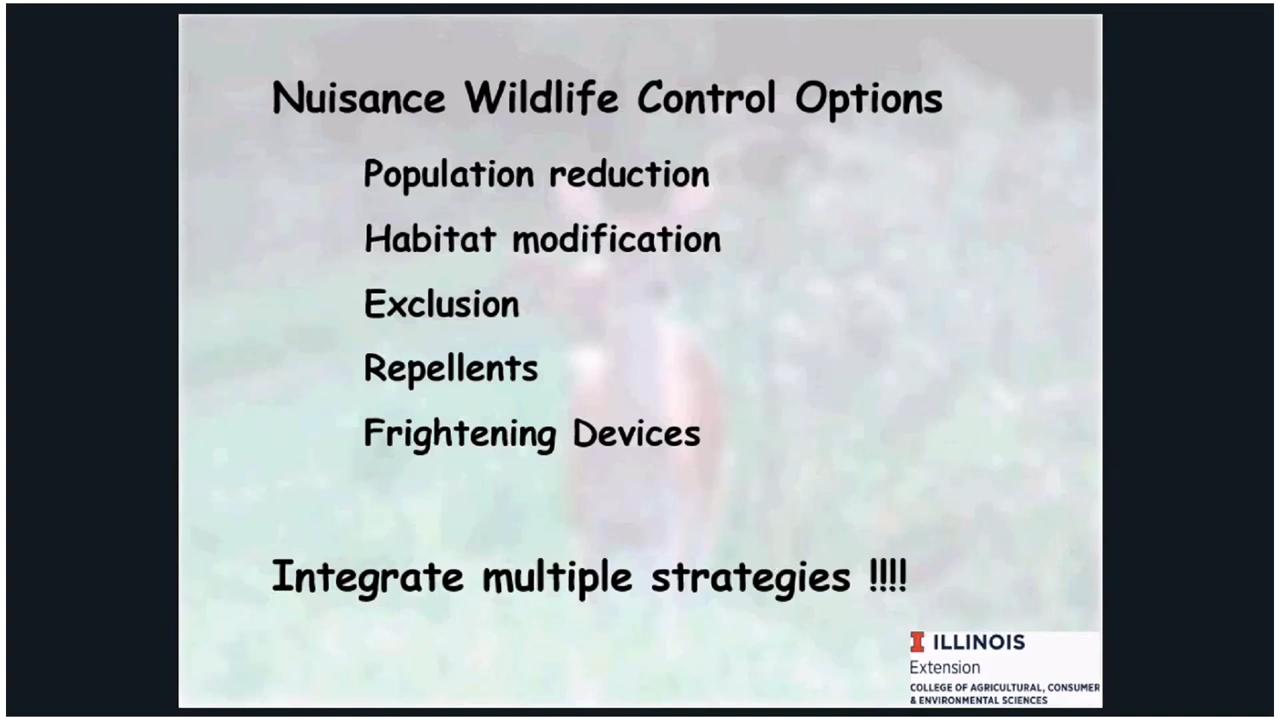 Nuisance Wildlife Control Options
Population reduction
Habitat modification
Exclusion
Repellents
Frightening Devices
Integrate multiple strategies !!!!
I ILLINOIS
Extension
COLLEGE OF AGRICULTURAL, CONSUMER
& ENVIRONMENTAL SCIENCES